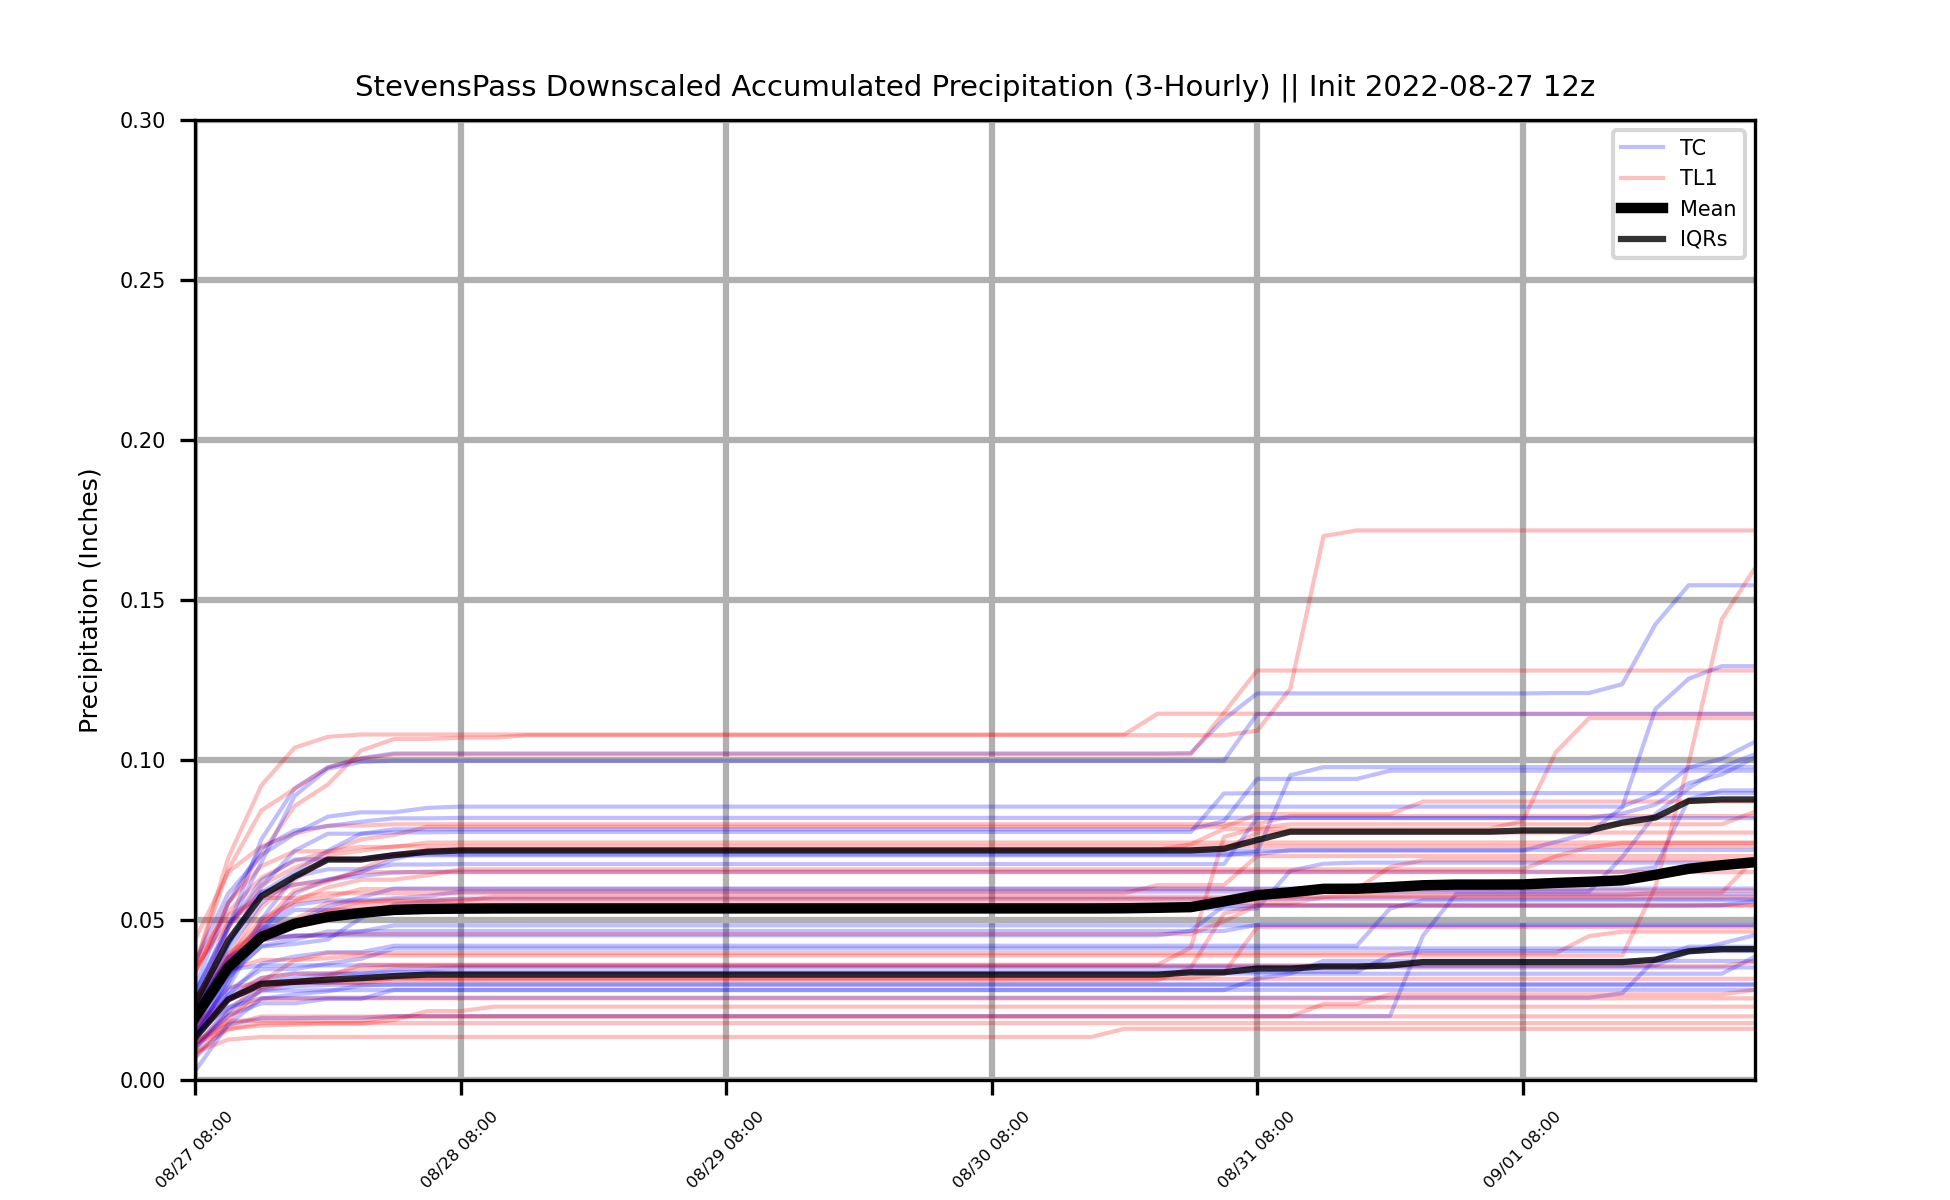 StevensPass Downscaled Accumulated Precipitation (3-Hourly) || Init 2022-08-27 12z
TC
TL1
Mean
IQRs
Precipitation (Inches)
0.30
0.25
0.20
0.15
0.10
0.05
0.00
08/27 08:00
08/28 08:00
08/29 08:00
08/30 08:00
08/31 08:00
09/01 08:00